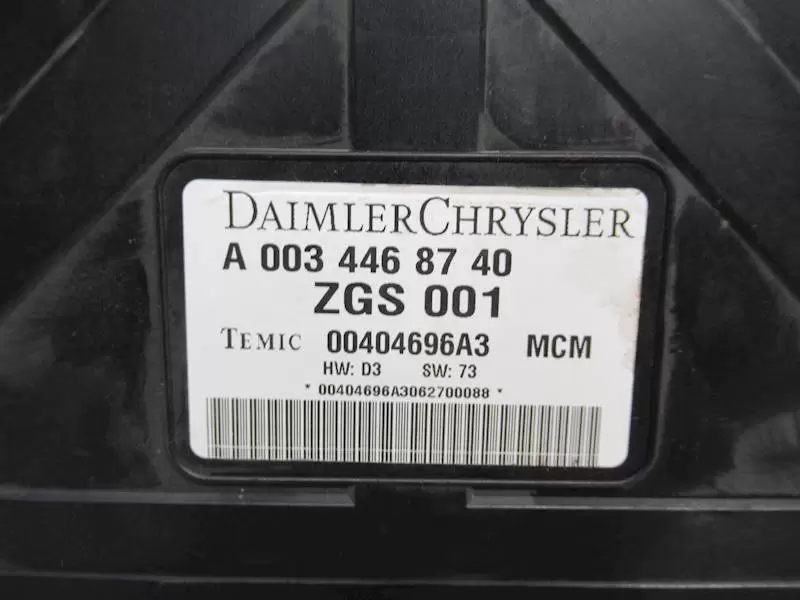 DAIMLERCHRYSLER
A 003 446 87 40
ZGS 001
TEMIC 00404696A3 MCM
HW: D3 SW: 73
* 00404696A3062700088 *